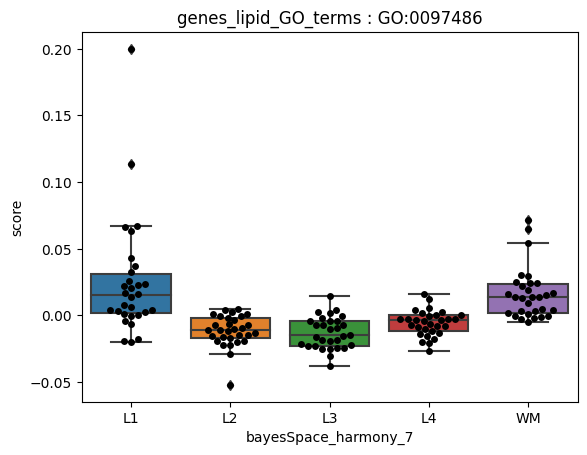 genes_lipid_GO_terms : GO:0097486
score
0.20
0.15
0.10
0.05
0.00
−0.05
L1 L2 L3 L4 WM
bayesSpace_harmony_7